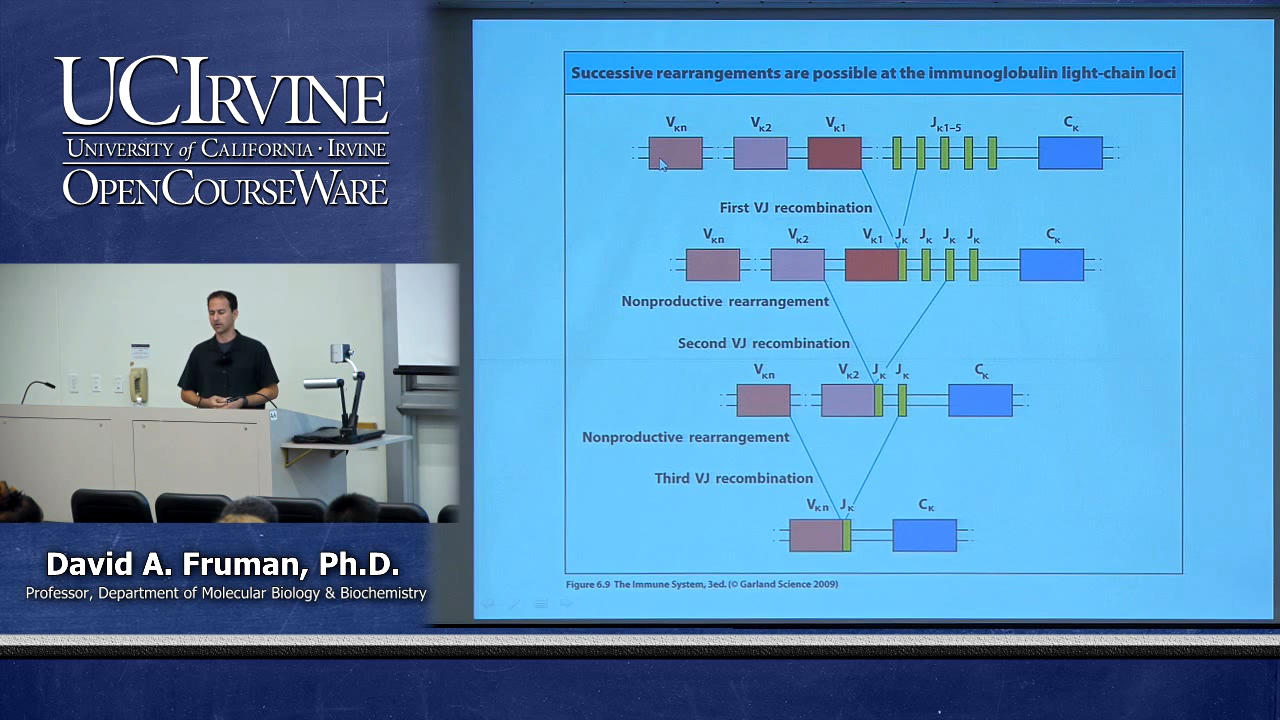 UCIRVINE
UNIVERSITY of CALIFORNIA · IRVINE
OPENCOURSEWARE
David A. Fruman, Ph.D.
Professor, Department of Molecular Biology & Biochemistry
Successive rearrangements are possible at the immunoglobulin light-chain loci
Vκn Vκ2 Vκ1 Jκ1–5 Cκ
First VJ recombination
Vκn Vκ2 Vκ1 Jκ Jκ Jκ Jκ Cκ
Nonproductive rearrangement
Second VJ recombination
Vκn Vκ2 Jκ Jκ Cκ
Nonproductive rearrangement
Third VJ recombination
Vκn Jκ Cκ
Figure 6.9 The Immune System, 3ed. (© Garland Science 2009)